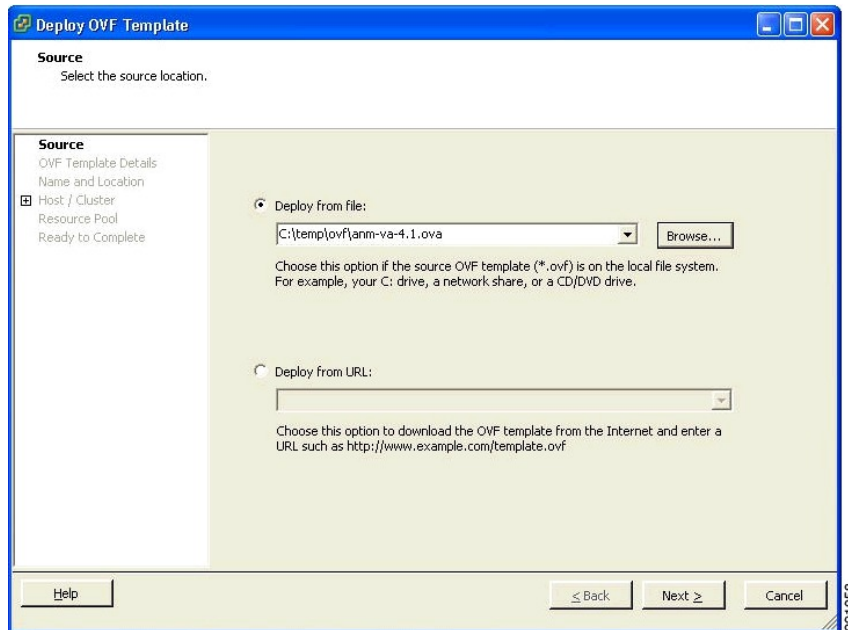 Deploy OVF Template
Source
Select the source location.
Source
OVF Template Details
Name and Location
Host / Cluster
Resource Pool
Ready to Complete
Deploy from file:
C:\temp\ovf\anm-va-4.1.ova
Browse...
Choose this option if the source OVF template (*.ovf) is on the local file system.
For example, your C: drive, a network share, or a CD/DVD drive.
Deploy from URL:
Choose this option to download the OVF template from the Internet and enter a
URL such as http://www.example.com/template.ovf
Help
< Back
Next >
Cancel